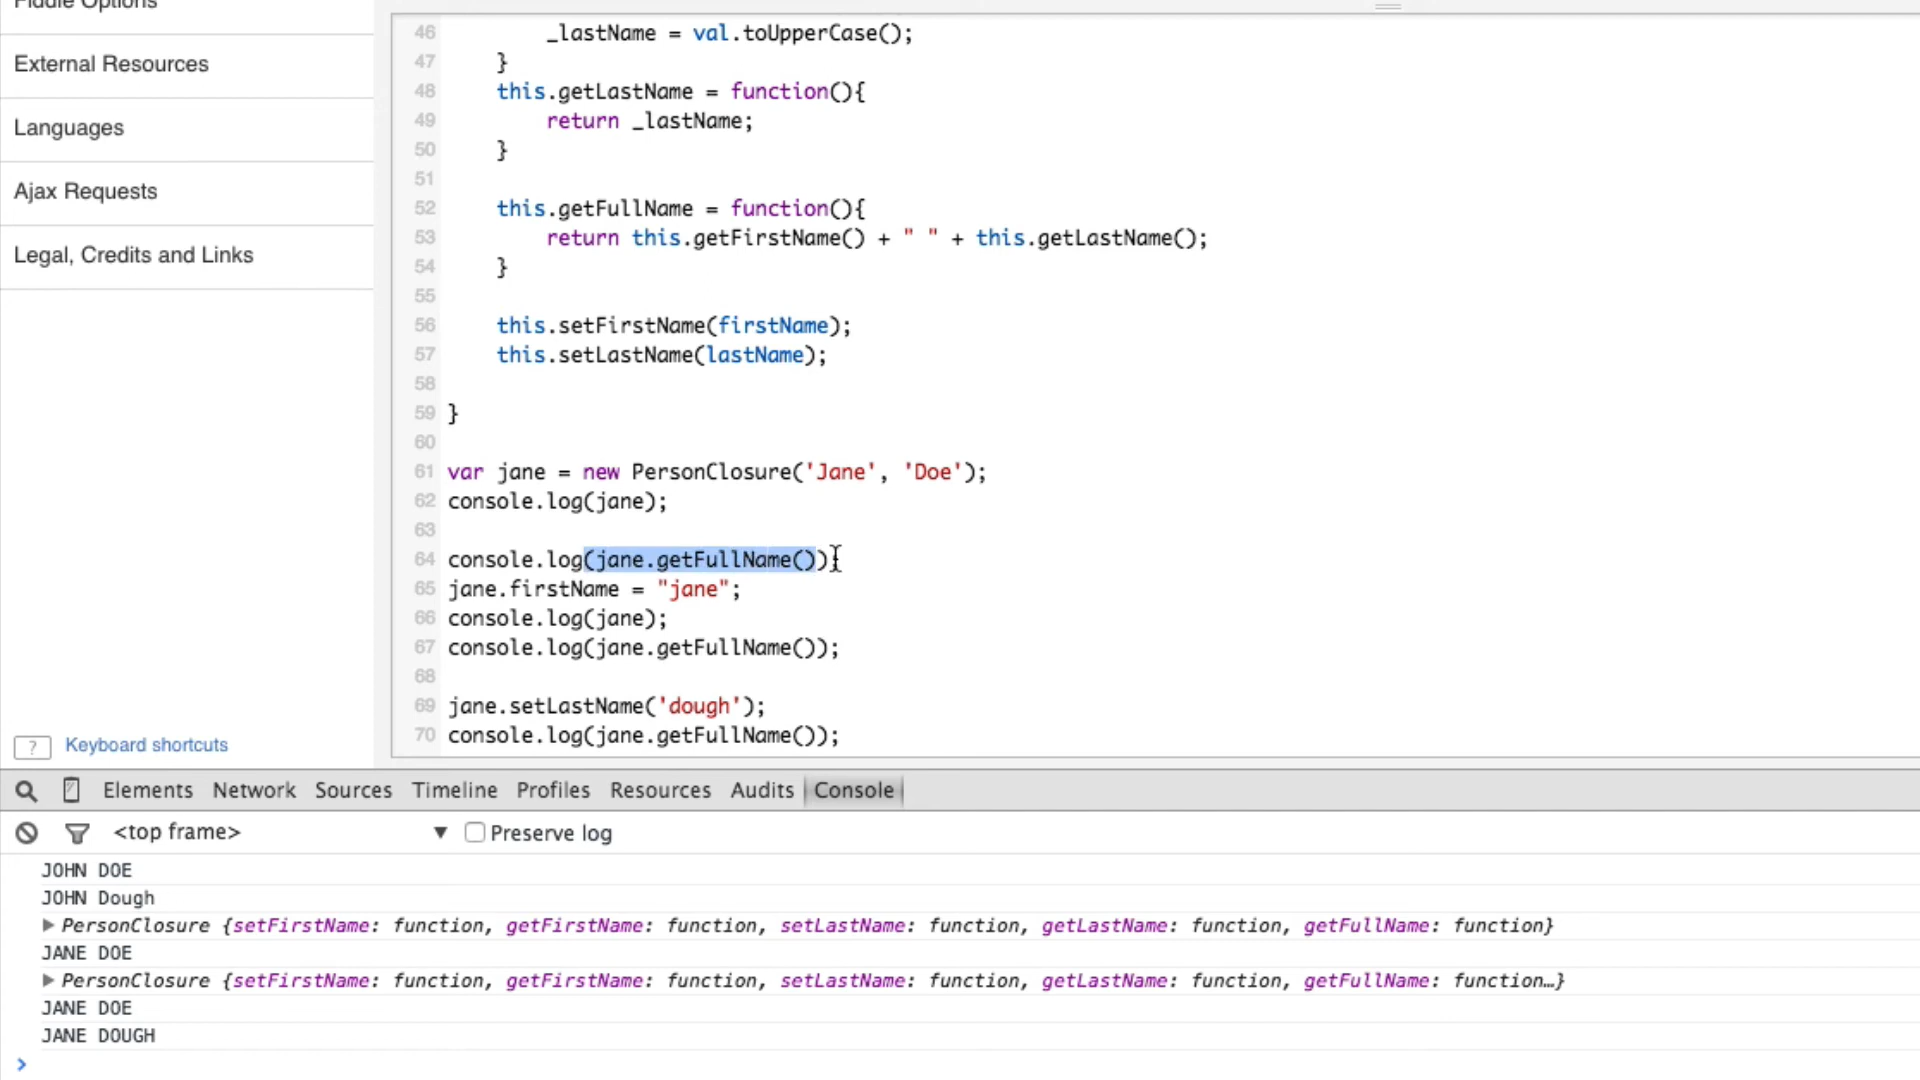 Fiddle Options
External Resources
Languages
Ajax Requests
Legal, Credits and Links
? Keyboard shortcuts
46 _lastName = val.toUpperCase();
47 }
48 this.getLastName = function(){
49 return _lastName;
50 }
51
52 this.getFullName = function(){
53 return this.getFirstName() + " " + this.getLastName();
54 }
55
56 this.setFirstName(firstName);
57 this.setLastName(lastName);
58
59 }
60
61 var jane = new PersonClosure('Jane', 'Doe');
62 console.log(jane);
63
64 console.log(jane.getFullName());
65 jane.firstName = "jane";
66 console.log(jane);
67 console.log(jane.getFullName());
68
69 jane.setLastName('dough');
70 console.log(jane.getFullName());
Elements Network Sources Timeline Profiles Resources Audits Console
<top frame> ▼ Preserve log
JOHN DOE
JOHN Dough
▶ PersonClosure {setFirstName: function, getFirstName: function, setLastName: function, getLastName: function, getFullName: function}
JANE DOE
▶ PersonClosure {setFirstName: function, getFirstName: function, setLastName: function, getLastName: function, getFullName: function…}
JANE DOE
JANE DOUGH
>